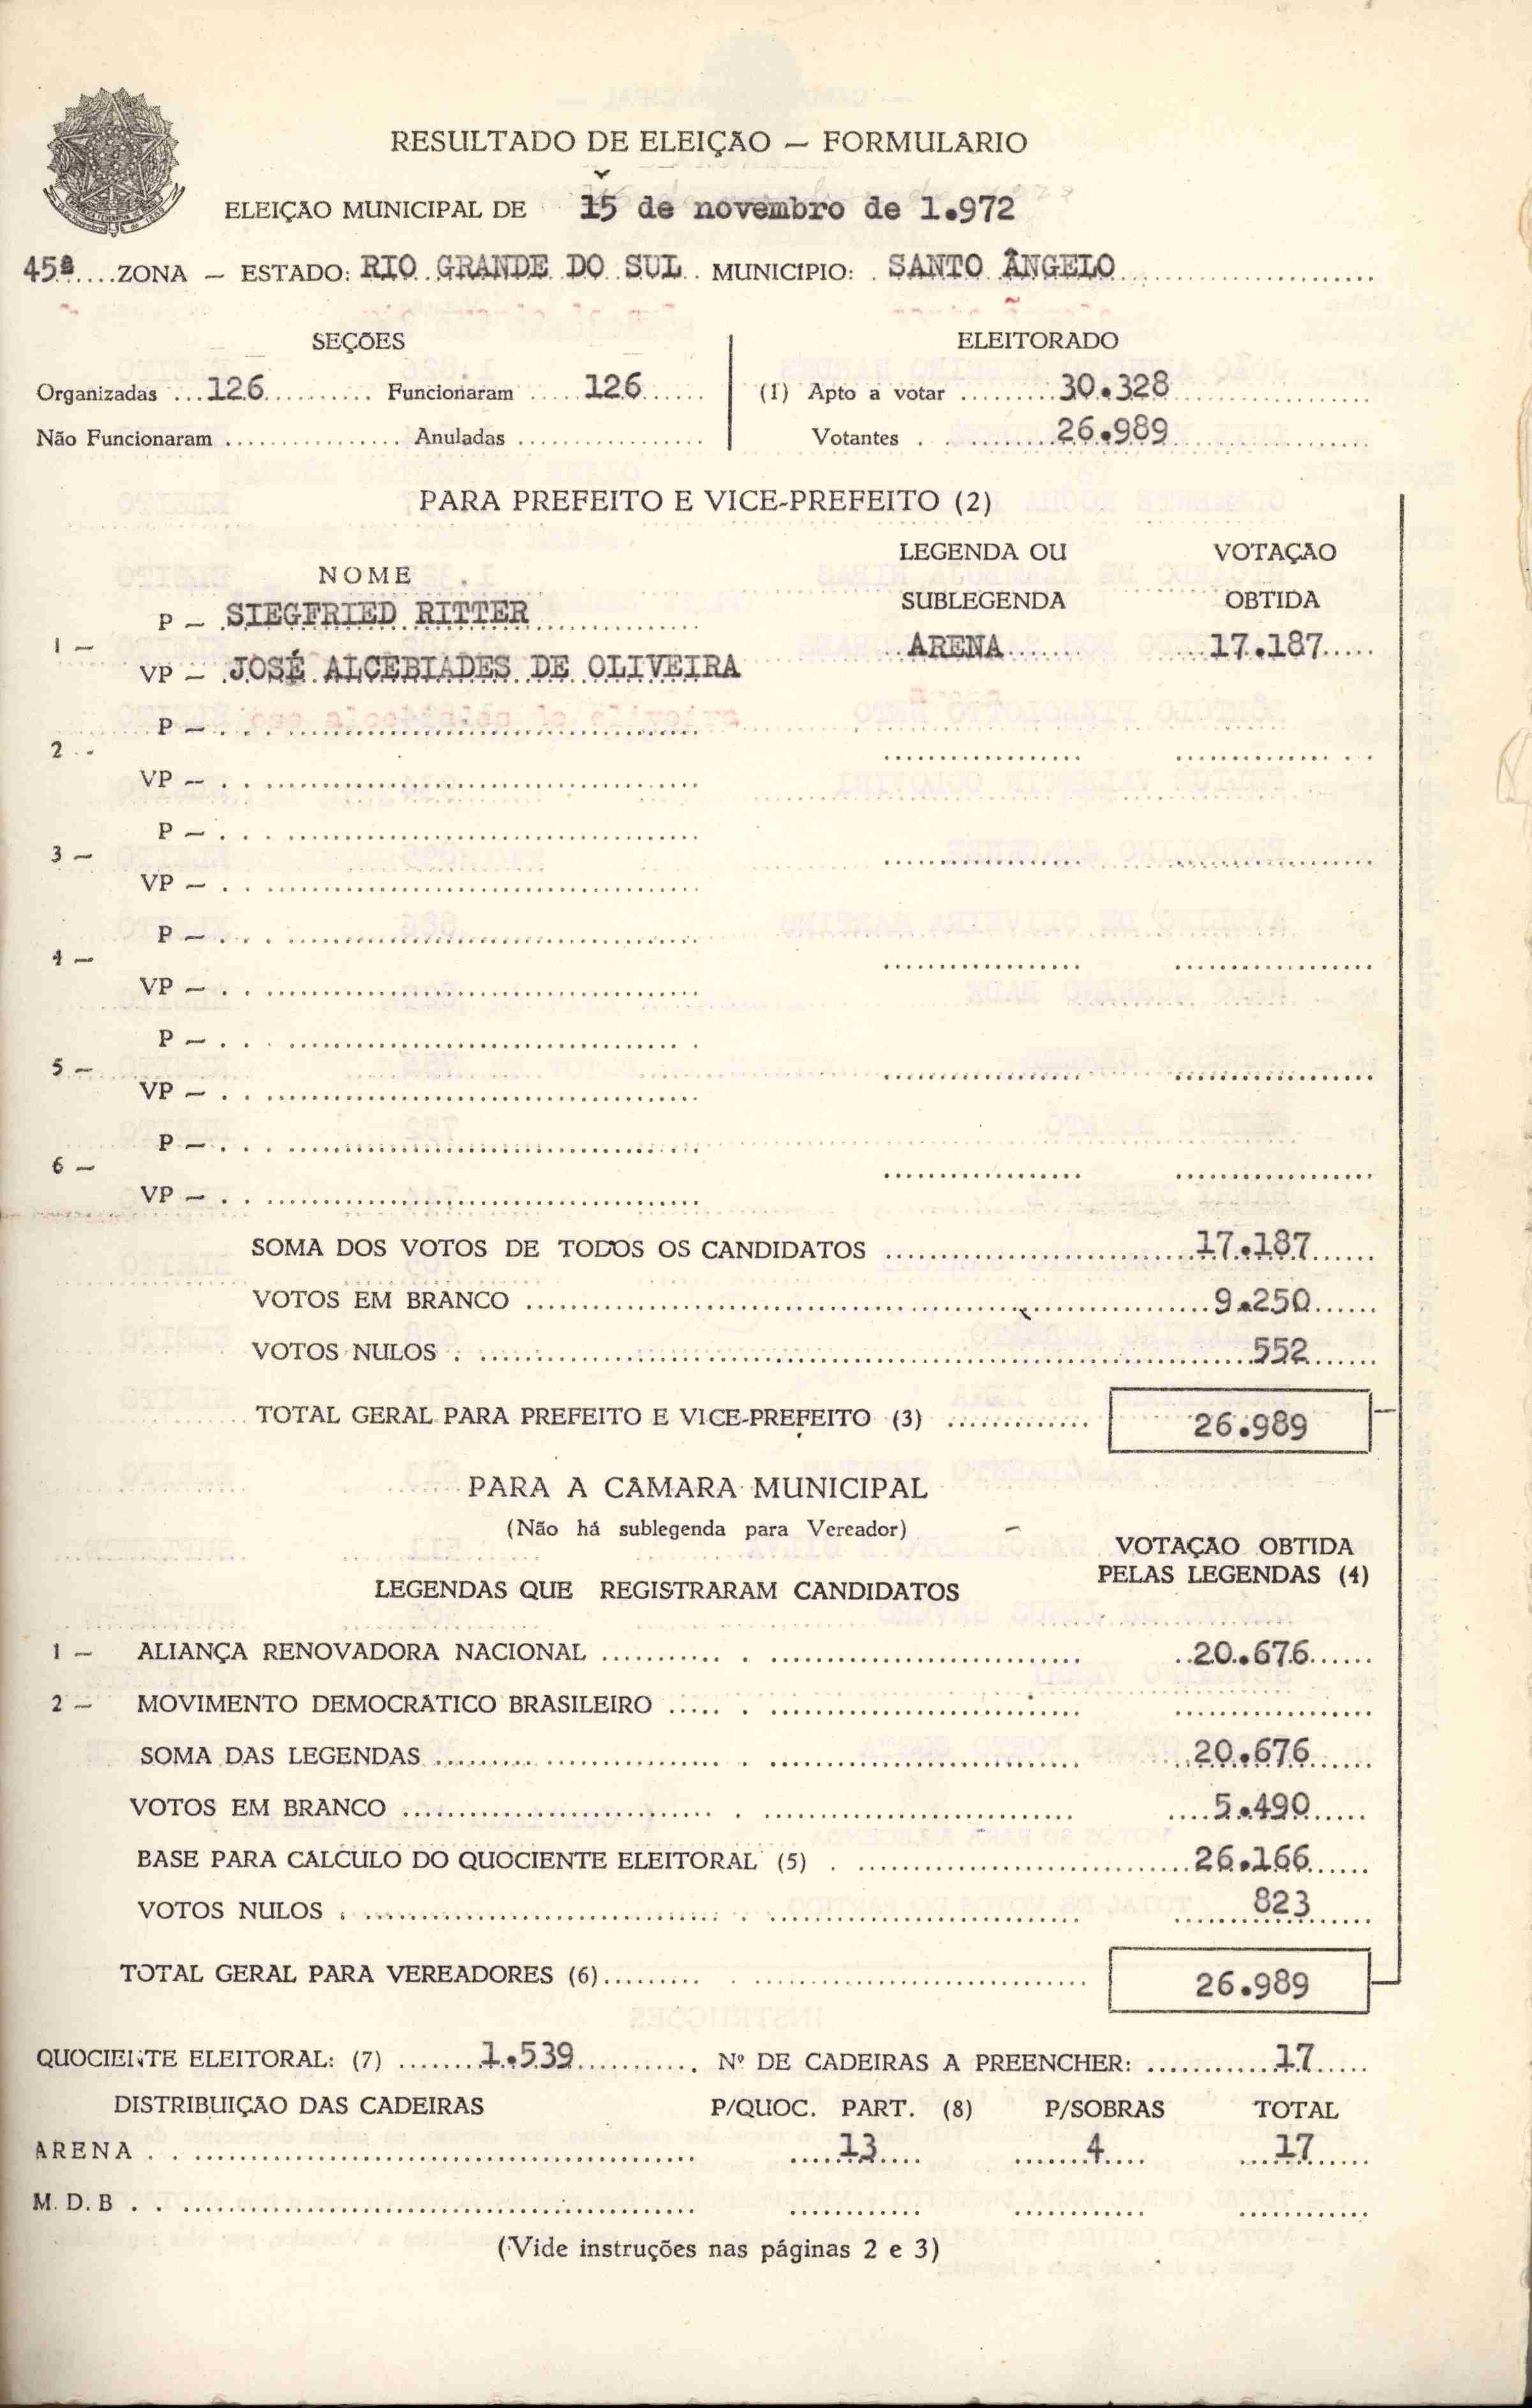 RESULTADO DE ELEIÇÃO — FORMULÁRIO
ELEIÇÃO MUNICIPAL DE 15 de novembro de 1.972
45ª....ZONA — ESTADO: RIO GRANDE DO SUL MUNICIPIO: SANTO ÂNGELO
SEÇÕES ELEITORADO
Organizadas ...126.......... Funcionaram .....126...... (1) Apto a votar .........30.328
Não Funcionaram ................ Anuladas ................. Votantes . . .........26.989
PARA PREFEITO E VICE-PREFEITO (2)
NOME LEGENDA OU SUBLEGENDA VOTAÇÃO OBTIDA
1 — P — SIEGFRIED RITTER
ARENA 17.187
VP — JOSÉ ALCEBIADES DE OLIVEIRA
P —
2 -
VP —
P —
3 —
VP —
P —
4 —
VP —
P —
5 —
VP —
P —
6 —
VP —
SOMA DOS VOTOS DE TODOS OS CANDIDATOS 17.187
VOTOS EM BRANCO 9.250
VOTOS NULOS 552
TOTAL GERAL PARA PREFEITO E VICE-PREFEITO (3) 26.989
PARA A CÂMARA MUNICIPAL
(Não há sublegenda para Vereador)
VOTAÇÃO OBTIDA
PELAS LEGENDAS (4)
LEGENDAS QUE REGISTRARAM CANDIDATOS
1 — ALIANÇA RENOVADORA NACIONAL 20.676
2 — MOVIMENTO DEMOCRATICO BRASILEIRO
SOMA DAS LEGENDAS 20.676
VOTOS EM BRANCO 5.490
BASE PARA CALCULO DO QUOCIENTE ELEITORAL (5) 26.166
VOTOS NULOS 823
TOTAL GERAL PARA VEREADORES (6) 26.989
QUOCIENTE ELEITORAL: (7) 1.539 Nº DE CADEIRAS A PREENCHER: 17
DISTRIBUIÇÃO DAS CADEIRAS P/QUOC. PART. (8) P/SOBRAS TOTAL
ARENA 13 4 17
M.D.B
(Vide instruções nas páginas 2 e 3)